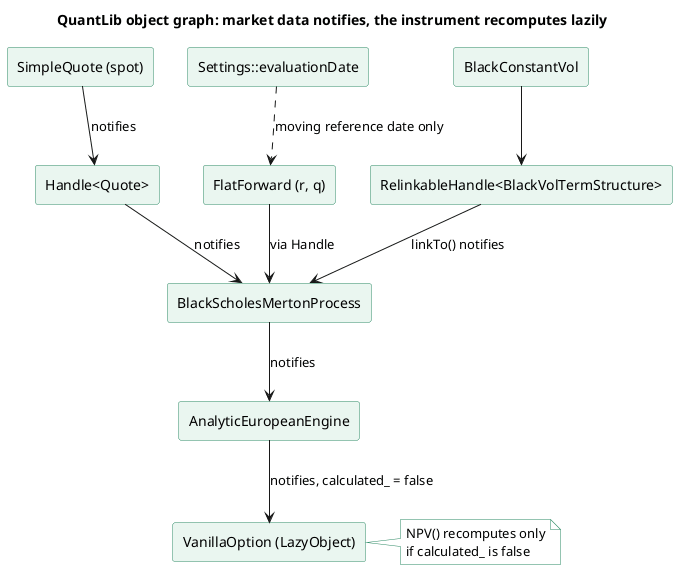 QuantLib object graph: market data notifies, the instrument recomputes lazily
SimpleQuote (spot)
Settings::evaluationDate
BlackConstantVol
notifies
moving reference date only
Handle<Quote>
FlatForward (r, q)
RelinkableHandle<BlackVolTermStructure>
notifies
via Handle
linkTo() notifies
BlackScholesMertonProcess
notifies
AnalyticEuropeanEngine
notifies, calculated_ = false
VanillaOption (LazyObject)
NPV() recomputes only
if calculated_ is false